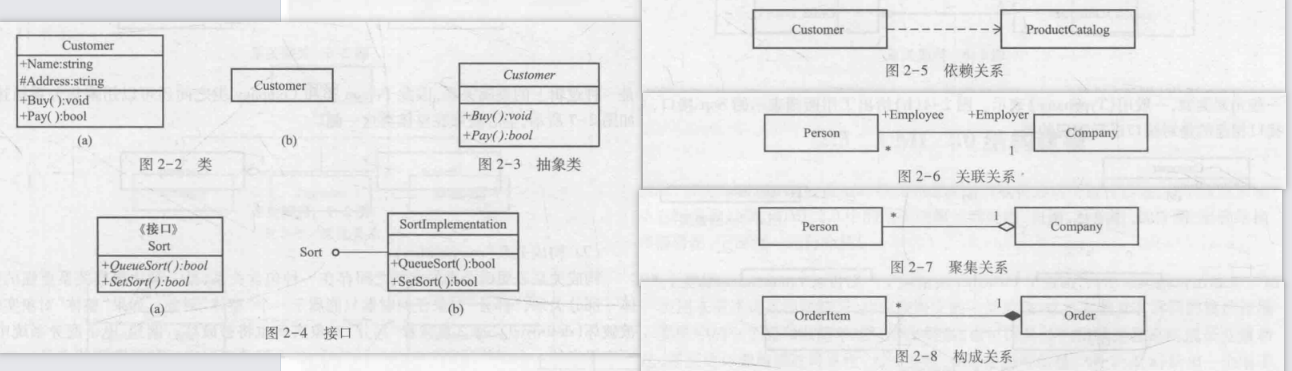 Customer
+Name:string
#Address:string
+Buy( ):void
+Pay( ):bool
(a)
Customer
(b)
图 2-2 类
Customer
+Buy( ):void
+Pay( ):bool
图 2-3 抽象类
《接口》
Sort
+QueueSort( ):bool
+SetSort( ):bool
(a)
Sort
SortImplementation
+QueueSort( ):bool
+SetSort( ):bool
(b)
图 2-4 接口
Customer
ProductCatalog
图 2-5 依赖关系
Person
+Employee
+Employer
*
1
Company
图 2-6 关联关系
Person
*
1
Company
图 2-7 聚集关系
OrderItem
*
1
Order
图 2-8 构成关系